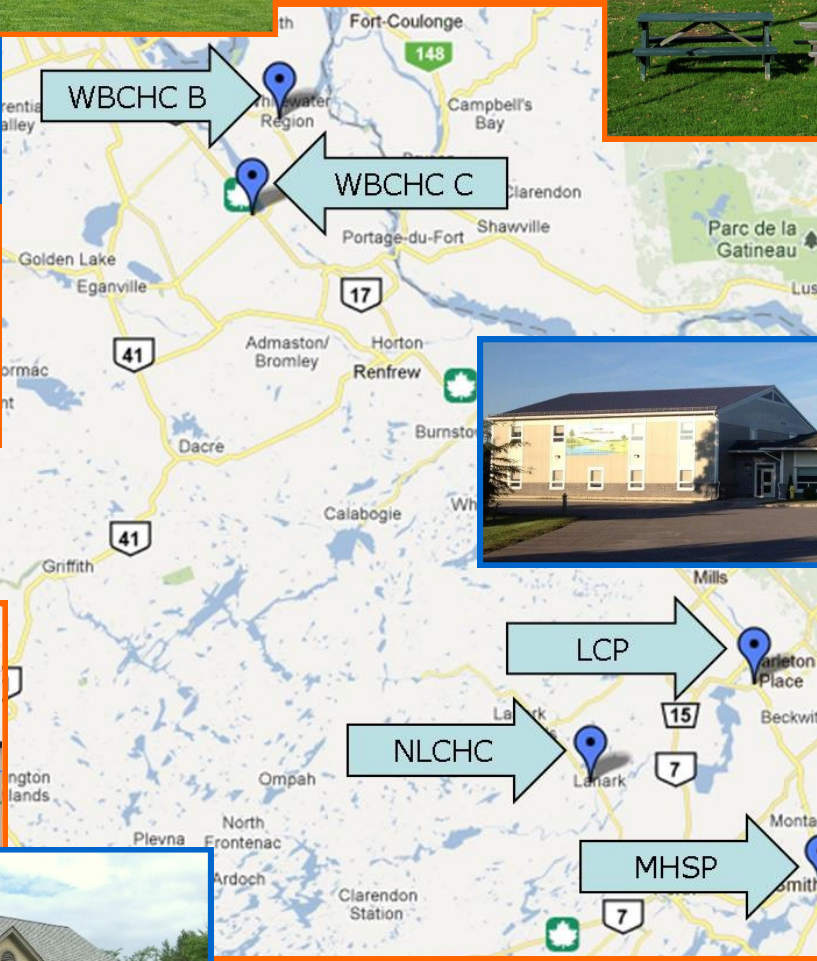 Fort-Coulonge
148
WBCHC B
Region
Campbell's
Bay
WBCHC C
Clarendon
Shawville
Portage-du-Fort
Parc de la
Gatineau
Golden Lake
Eganville
17
41
Admaston/
Bromley
Horton
Renfrew
Dacre
Calabogie
41
Griffith
Mills
LCP
Place
15
NLCHC
Lanark
7
Ompah
North
Frontenac
Plevna
Ardoch
MHSP
Clarendon
Station
7